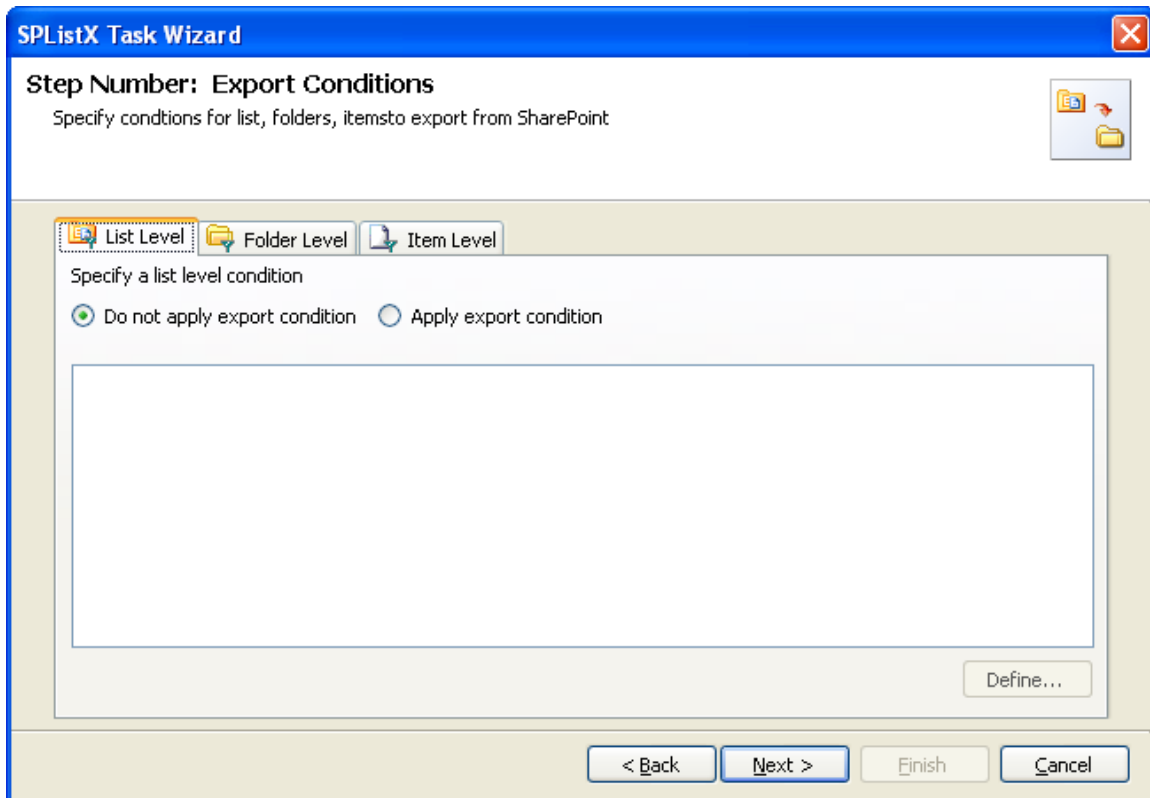 SPListX Task Wizard
Step Number: Export Conditions
Specify condtions for list, folders, itemsto export from SharePoint
List Level Folder Level Item Level
Specify a list level condition
Do not apply export condition Apply export condition
Define...
< Back Next > Finish Cancel